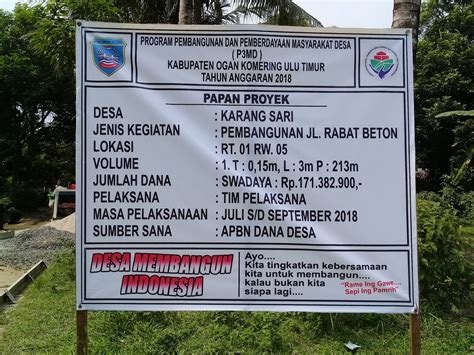 PROGRAM PEMBANGUNAN DAN PEMBERDAYAAN MASYARAKAT DESA
( P3MD )
KABUPATEN OGAN KOMERING ULU TIMUR
TAHUN ANGGARAN 2018
PAPAN PROYEK
DESA : KARANG SARI
JENIS KEGIATAN : PEMBANGUNAN JL. RABAT BETON
LOKASI : RT. 01 RW. 05
VOLUME : 1. T : 0,15m, L : 3m P : 213m
JUMLAH DANA : SWADAYA : Rp.171.382.900,-
PELAKSANA : TIM PELAKSANA
MASA PELAKSANAAN : JULI S/D SEPTEMBER 2018
SUMBER SANA : APBN DANA DESA
DESA MEMBANGUN
INDONESIA
Ayo....
Kita tingkatkan kebersamaan
kita untuk membangun....
kalau bukan kita
siapa lagi....
"Rame Ing Gawe....
Sepi Ing Pamrih"